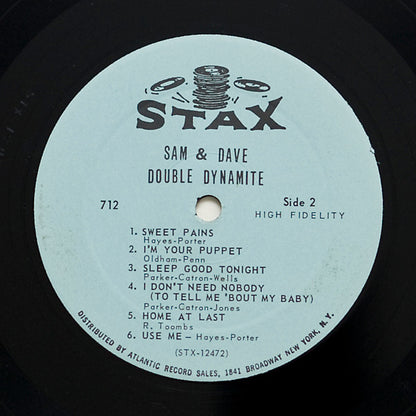 STAX
SAM & DAVE
DOUBLE DYNAMITE
712
Side 2
HIGH FIDELITY
1. SWEET PAINS
Hayes-Porter
2. I'M YOUR PUPPET
Oldham-Penn
3. SLEEP GOOD TONIGHT
Parker-Catron-Wells
4. I DON'T NEED NOBODY
(TO TELL ME 'BOUT MY BABY)
Parker-Catron-Jones
5. HOME AT LAST
R. Toombs
6. USE ME – Hayes-Porter
(STX-12472)
DISTRIBUTED BY ATLANTIC RECORD SALES, 1841 BROADWAY NEW YORK, N.Y.